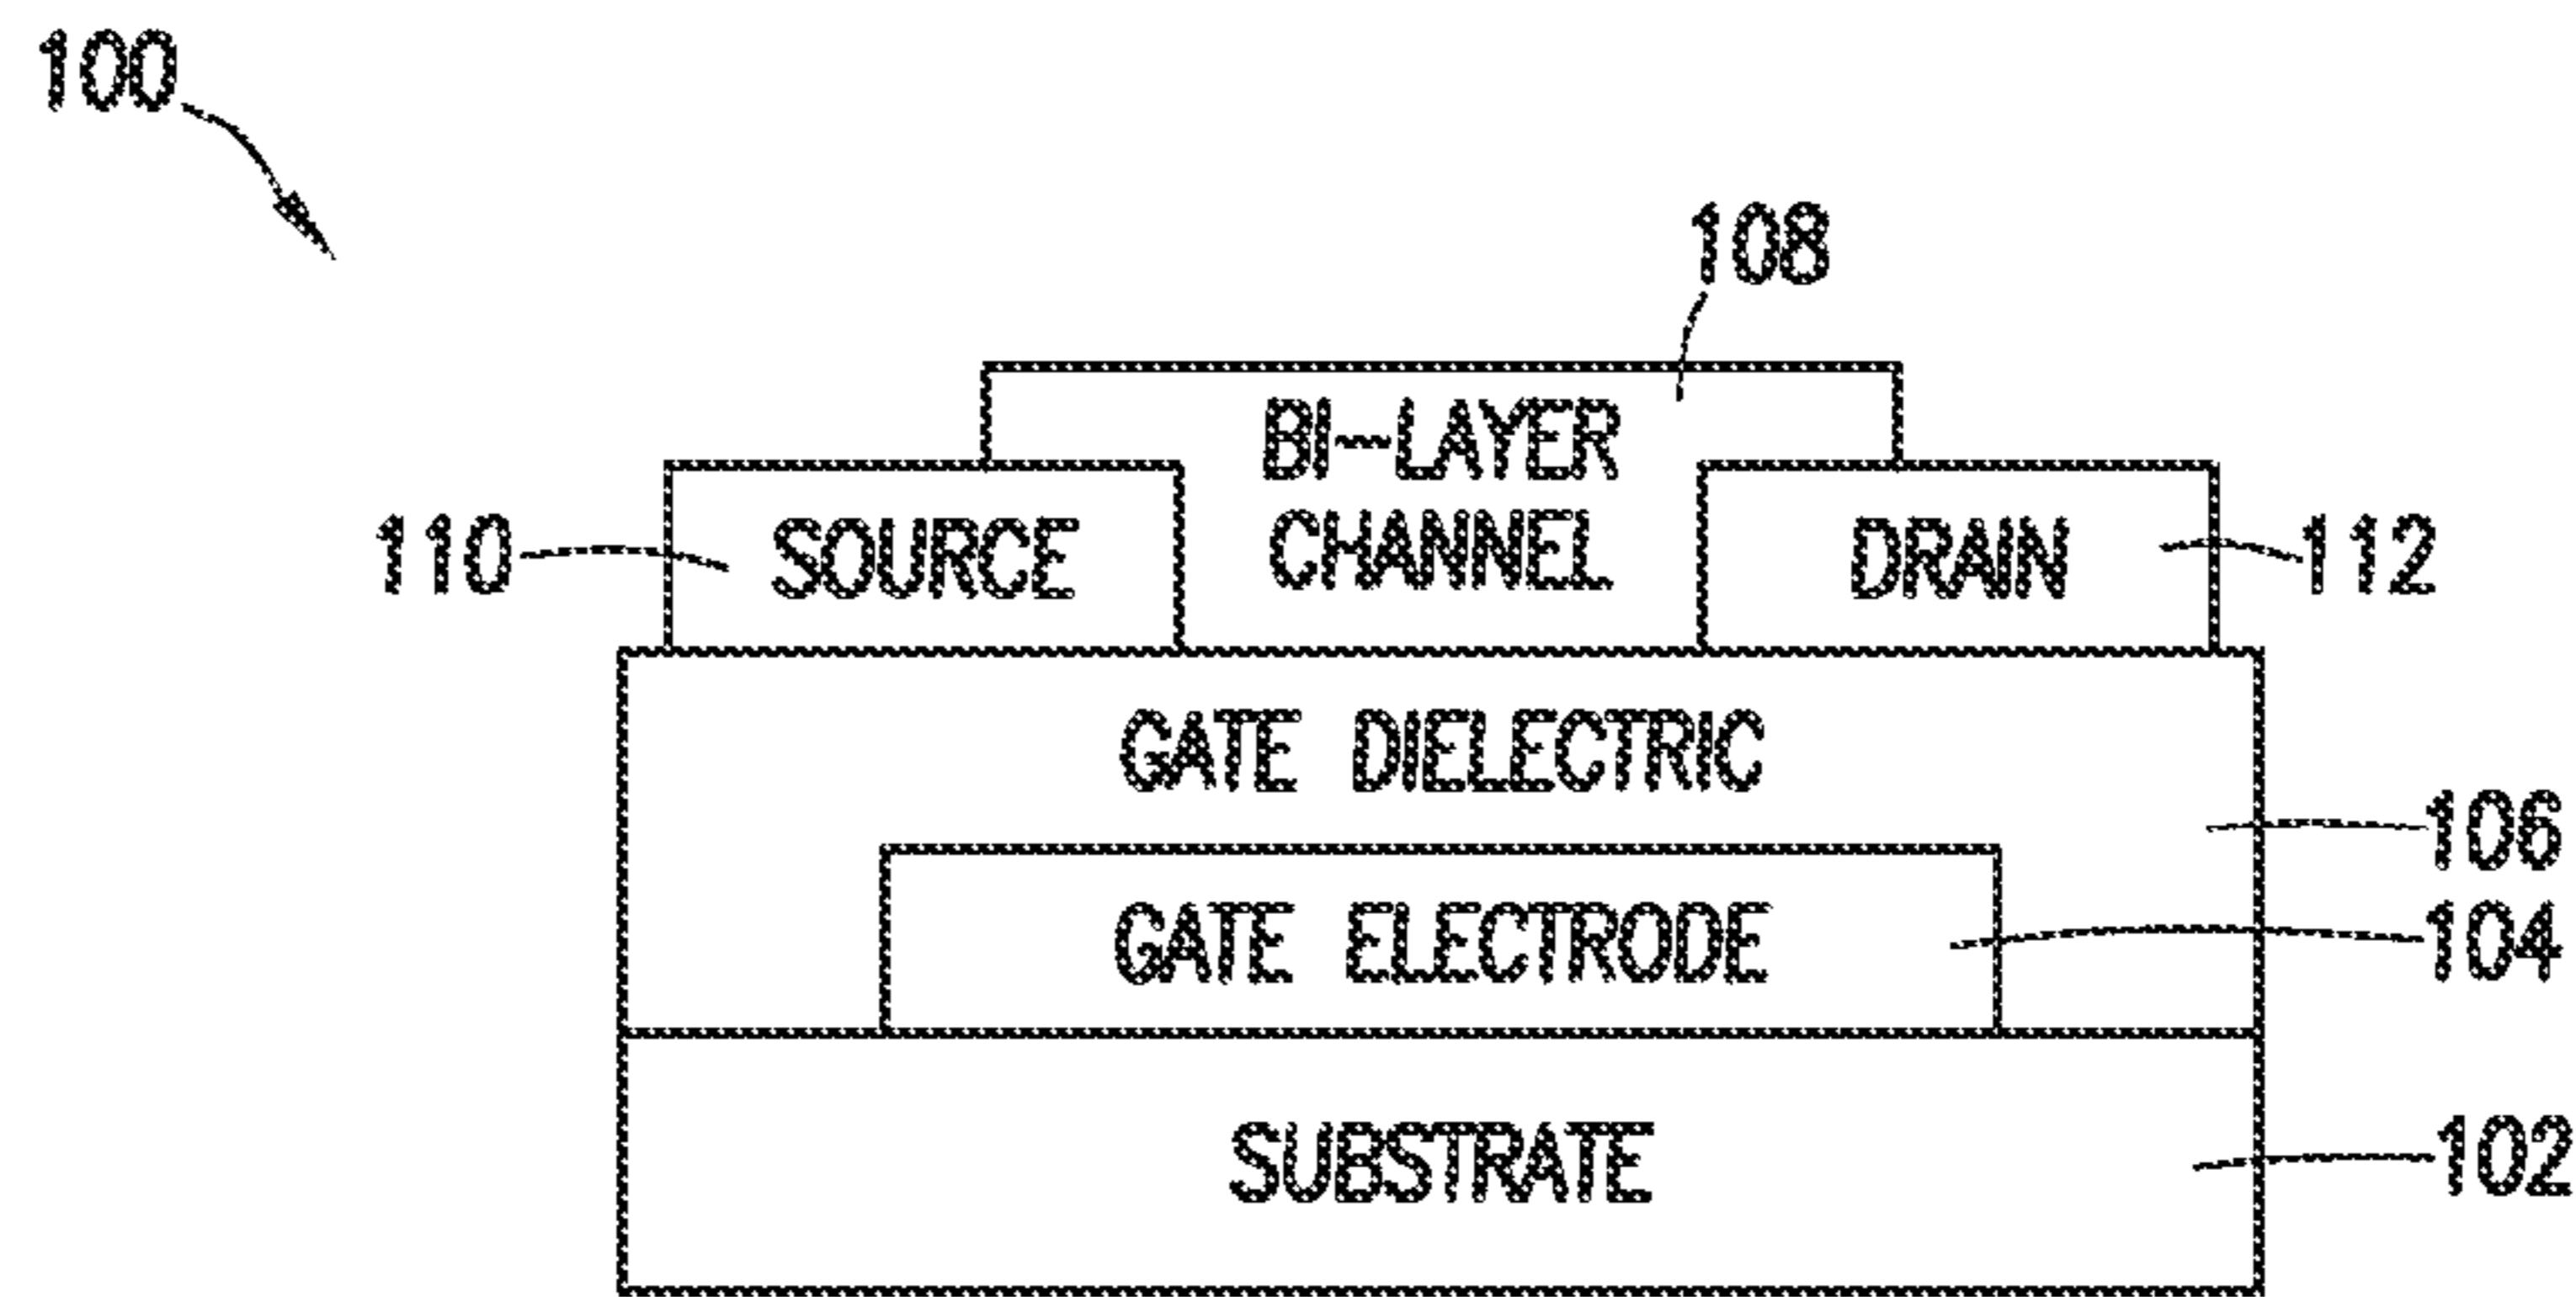 100
108
BI-LAYER
CHANNEL
110
SOURCE
DRAIN
112
GATE DIELECTRIC
106
GATE ELECTRODE
104
SUBSTRATE
102